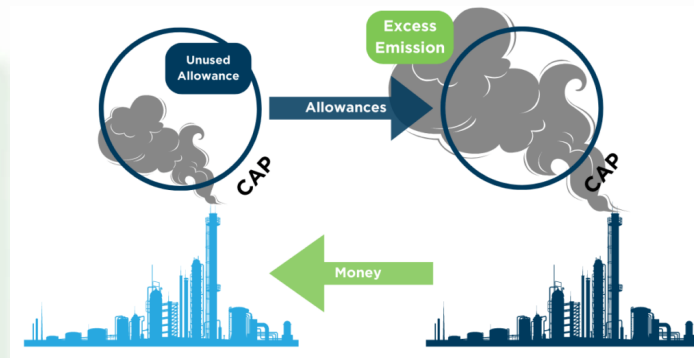 Unused
Allowance
Excess
Emission
Allowances
CAP
CAP
Money